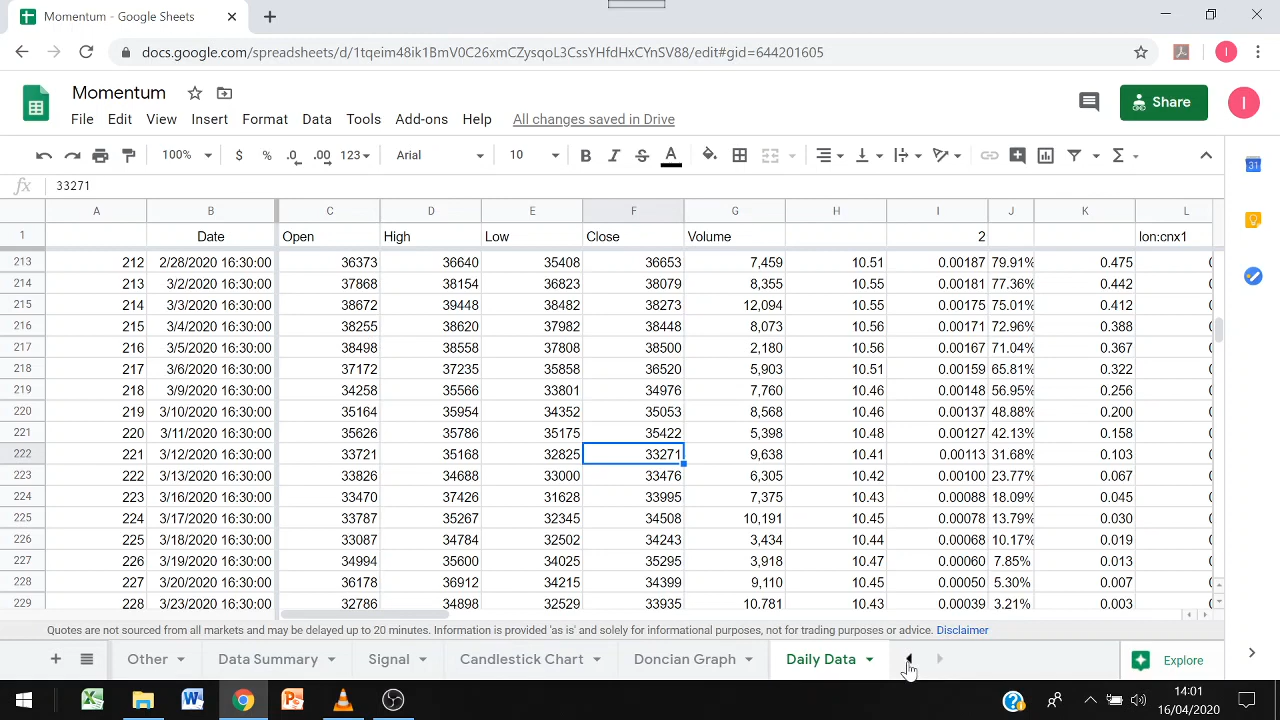 Momentum - Google Sheets
docs.google.com/spreadsheets/d/1tqeim48ik1BmV0C26xmCZysqoL3CssYHfdHxCYnSV88/edit#gid=644201605
Momentum
Share
File Edit View Insert Format Data Tools Add-ons Help All changes saved in Drive
100% $ % .0 .00 123 Arial 10 B I S A
fx 33271
A B C D E F G H I J K L
1 Date Open High Low Close Volume 2 lon:cnx1
213 212 2/28/2020 16:30:00 36373 36640 35408 36653 7,459 10.51 0.00187 79.91% 0.475
214 213 3/2/2020 16:30:00 37868 38154 36823 38079 8,355 10.55 0.00181 77.36% 0.442
215 214 3/3/2020 16:30:00 38672 39448 38482 38273 12,094 10.55 0.00175 75.01% 0.412
216 215 3/4/2020 16:30:00 38255 38620 37982 38448 8,073 10.56 0.00171 72.96% 0.388
217 216 3/5/2020 16:30:00 38498 38558 37808 38500 2,180 10.56 0.00167 71.04% 0.367
218 217 3/6/2020 16:30:00 37172 37235 35858 36520 5,903 10.51 0.00159 65.81% 0.322
219 218 3/9/2020 16:30:00 34258 35566 33801 34976 7,760 10.46 0.00148 56.95% 0.256
220 219 3/10/2020 16:30:00 35164 35954 34352 35053 8,568 10.46 0.00137 48.88% 0.200
221 220 3/11/2020 16:30:00 35626 35786 35175 35422 5,398 10.48 0.00127 42.13% 0.158
222 221 3/12/2020 16:30:00 33721 35168 32825 33271 9,638 10.41 0.00113 31.68% 0.103
223 222 3/13/2020 16:30:00 33826 34688 33000 33476 6,305 10.42 0.00100 23.77% 0.067
224 223 3/16/2020 16:30:00 33470 37426 31628 33995 7,375 10.43 0.00088 18.09% 0.045
225 224 3/17/2020 16:30:00 33787 35267 32345 34508 10,191 10.45 0.00078 13.79% 0.030
226 225 3/18/2020 16:30:00 33087 34784 32502 34243 3,434 10.44 0.00068 10.17% 0.019
227 226 3/19/2020 16:30:00 34994 35600 34025 35295 3,918 10.47 0.00060 7.85% 0.013
228 227 3/20/2020 16:30:00 36178 36912 34215 34399 9,110 10.45 0.00050 5.30% 0.007
229 228 3/23/2020 16:30:00 32786 34898 32529 33935 10,781 10.43 0.00039 3.21% 0.003
Quotes are not sourced from all markets and may be delayed up to 20 minutes. Information is provided 'as is' and solely for informational purposes, not for trading purposes or advice. Disclaimer
Other Data Summary Signal Candlestick Chart Doncian Graph Daily Data Explore
14:01
16/04/2020